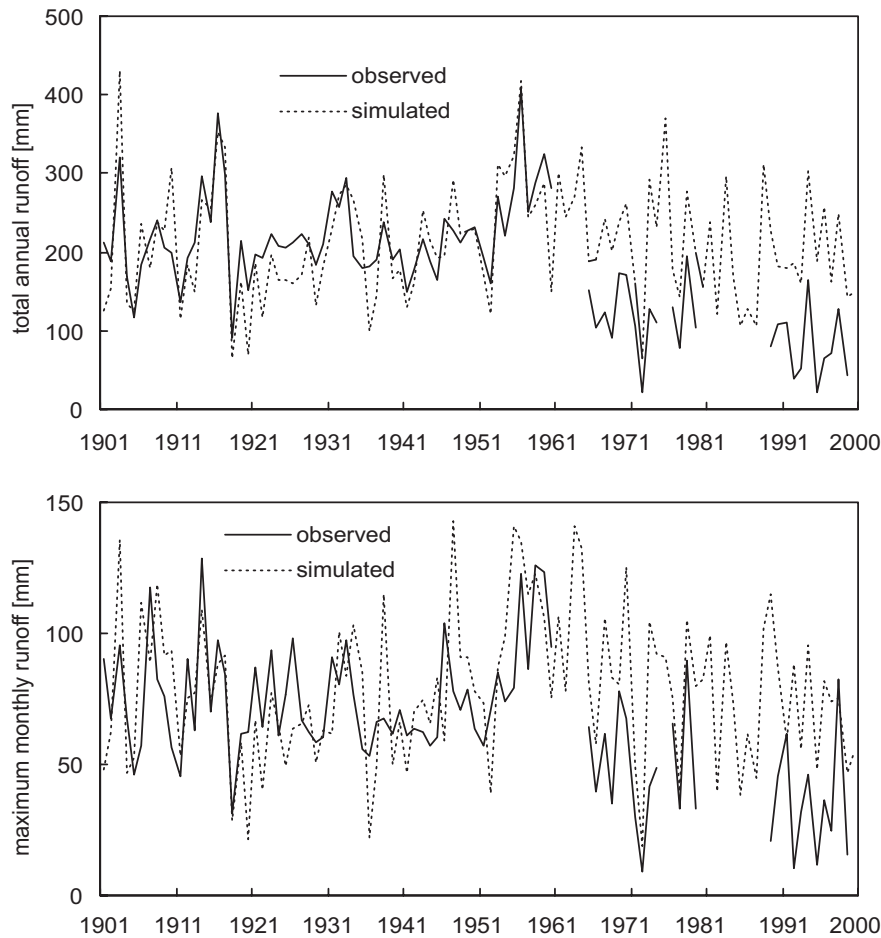 500
400
300
200
100
0
total annual runoff [mm]
observed
simulated
1901 1911 1921 1931 1941 1951 1961 1971 1981 1991 2000
150
100
50
0
maximum monthly runoff [mm]
observed
simulated
1901 1911 1921 1931 1941 1951 1961 1971 1981 1991 2000